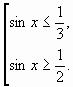 sin x ≤ 1/3,
sin x ≥ 1/2.